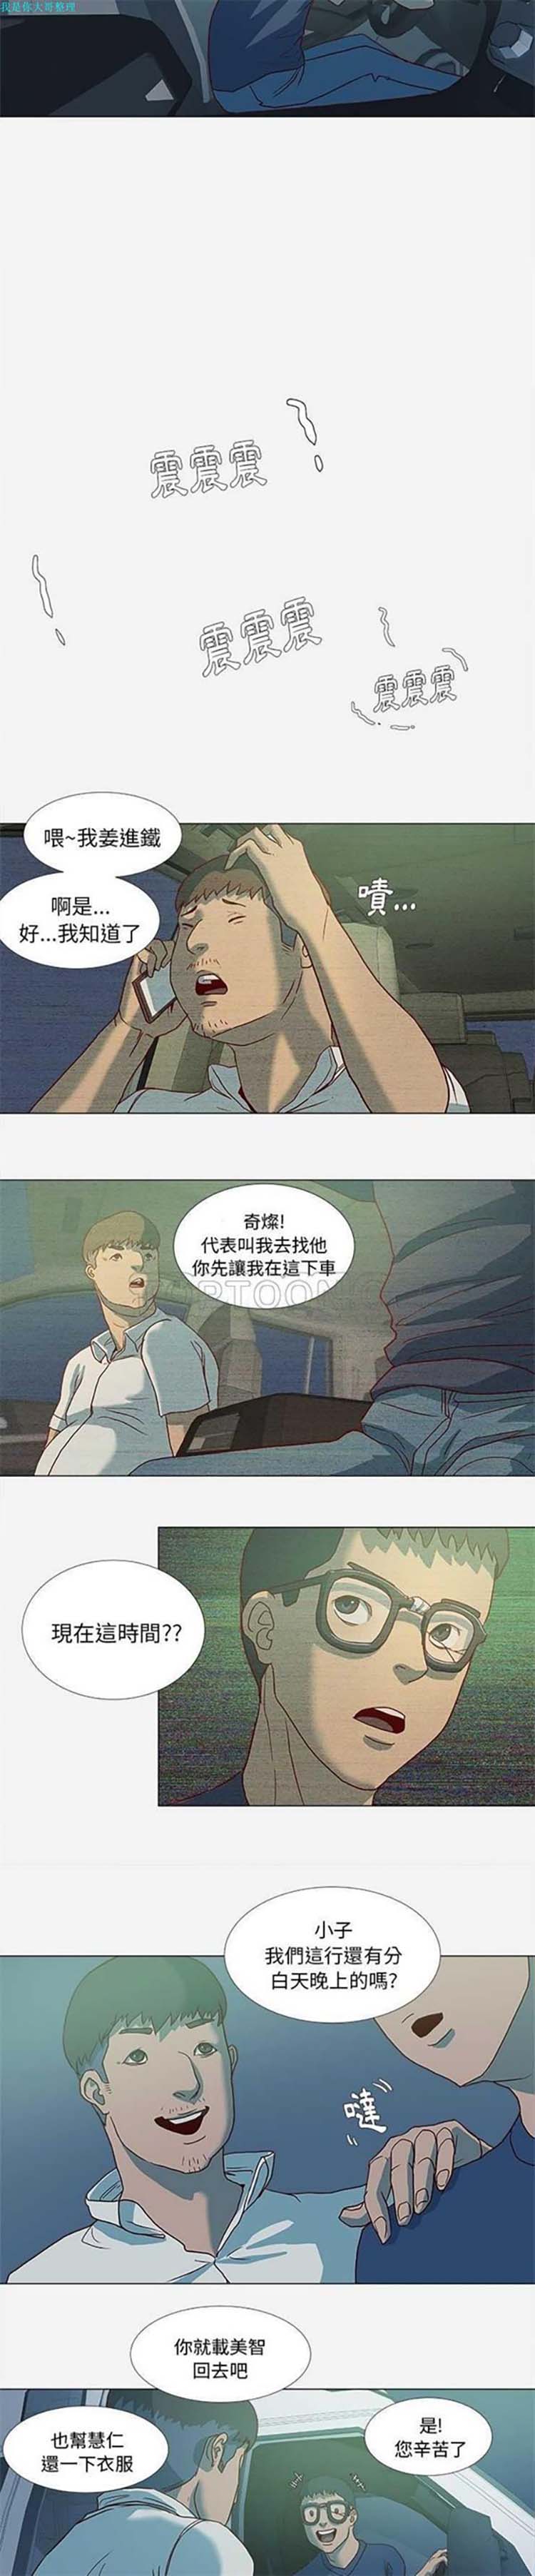 我是你大哥整理
震震震
震震震
震震震
喂~我姜進鐵
啊是...
好...我知道了
嘖...
奇燦!
代表叫我去找他
你先讓我在這下車
TOPTOON
現在這時間??
小子
我們這行還有分
白天晚上的嗎?
噠
你就載美智
回去吧
也幫慧仁
還一下衣服
是!
您辛苦了